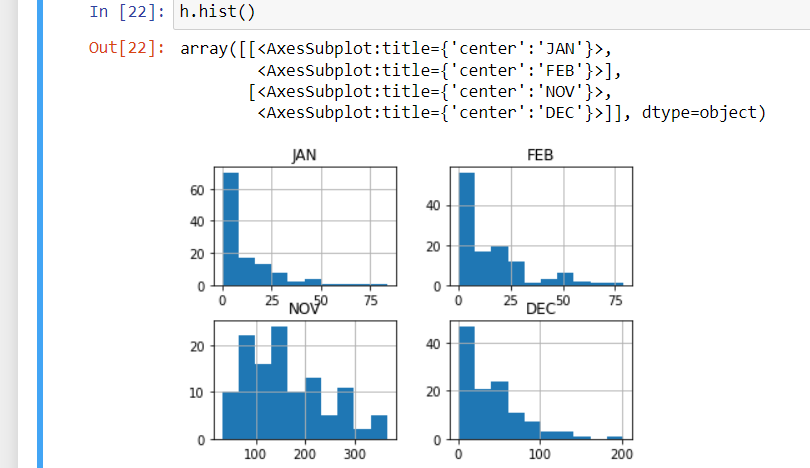 In [22]: h.hist()
Out[22]: array([[<AxesSubplot:title={'center':'JAN'}>,
<AxesSubplot:title={'center':'FEB'}>],
[<AxesSubplot:title={'center':'NOV'}>,
<AxesSubplot:title={'center':'DEC'}>]], dtype=object)
JAN
60
40
20
0
0 25 50 75
FEB
40
20
0
0 25 50 75
NOV
20
10
0
100 200 300
DEC
40
20
0
0 100 200